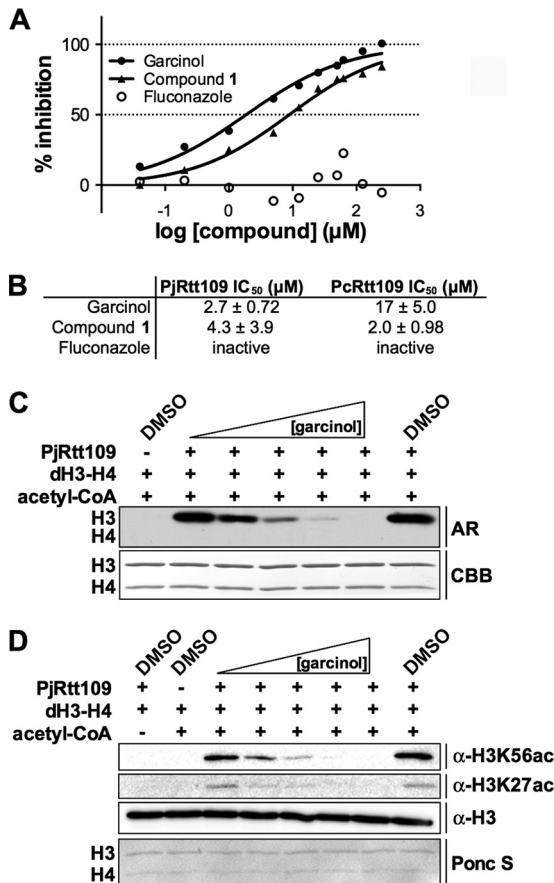 A
100
50
0
% inhibition
Garcinol
Compound 1
Fluconazole
-1 0 1 2 3
log [compound] (µM)
B
PjRtt109 IC50 (µM) PcRtt109 IC50 (µM)
Garcinol 2.7 ± 0.72 17 ± 5.0
Compound 1 4.3 ± 3.9 2.0 ± 0.98
Fluconazole inactive inactive
C
DMSO [garcinol] DMSO
PjRtt109 - + + + + + +
dH3-H4 + + + + + + +
acetyl-CoA + + + + + + +
H3
H4
AR
H3
H4
CBB
D
DMSO DMSO [garcinol] DMSO
PjRtt109 + - + + + + + +
dH3-H4 + + + + + + + +
acetyl-CoA - + + + + + + +
α-H3K56ac
α-H3K27ac
α-H3
H3
H4
Ponc S